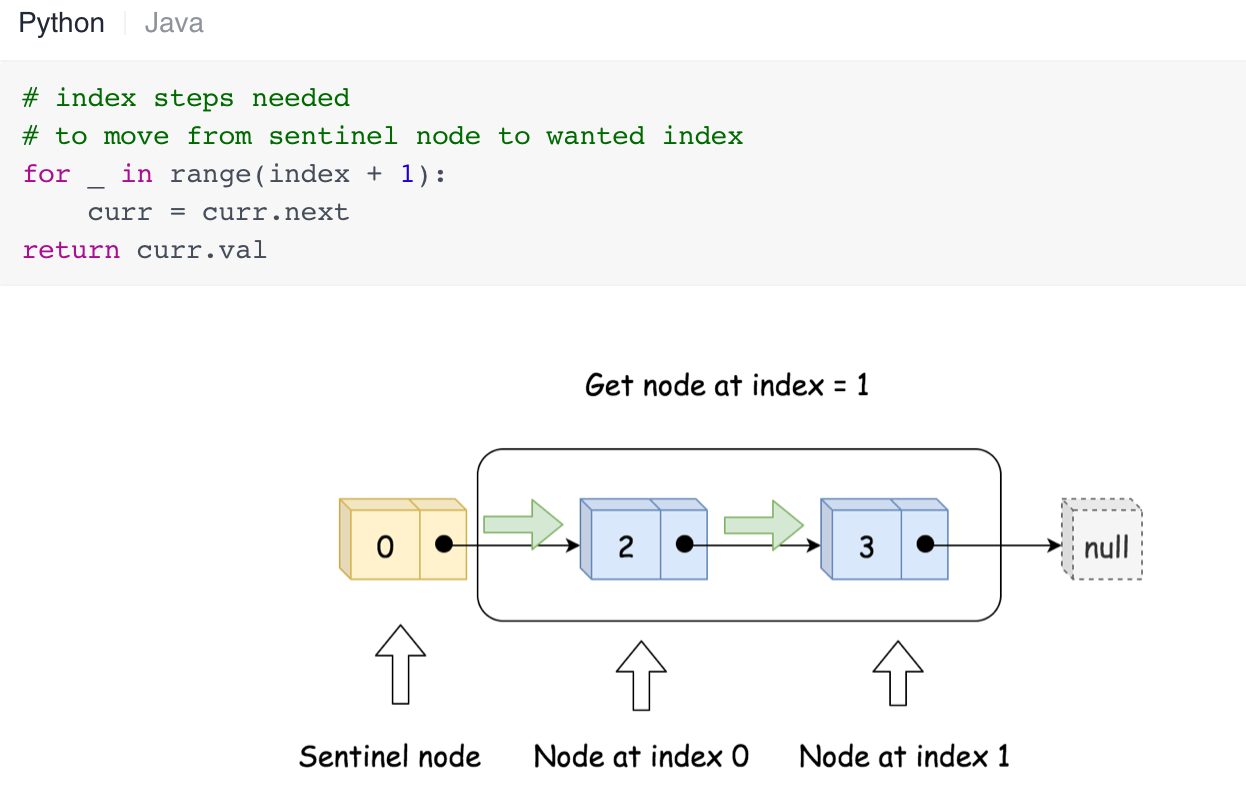 Python | Java
# index steps needed
# to move from sentinel node to wanted index
for _ in range(index + 1):
    curr = curr.next
return curr.val
Get node at index = 1
0 2 3 null
Sentinel node Node at index 0 Node at index 1